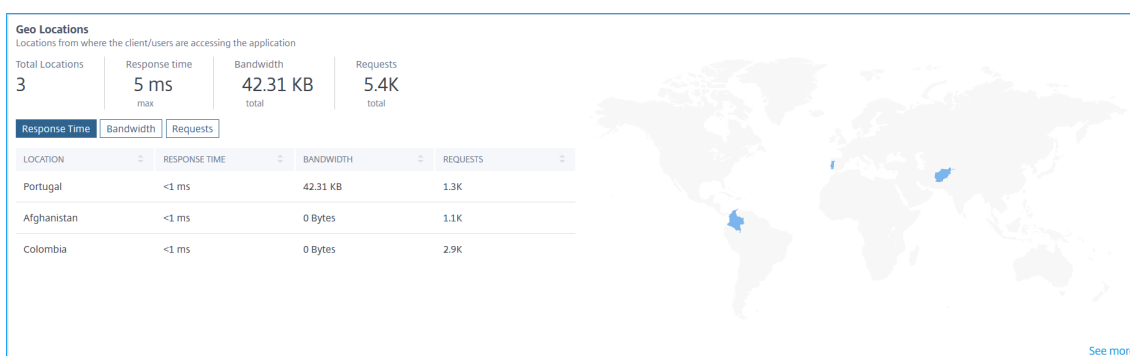 Geo Locations
Locations from where the client/users are accessing the application
Total Locations Response time Bandwidth Requests
3 5 ms 42.31 KB 5.4K
max total total
Response Time Bandwidth Requests
LOCATION RESPONSE TIME BANDWIDTH REQUESTS
Portugal <1 ms 42.31 KB 1.3K
Afghanistan <1 ms 0 Bytes 1.1K
Colombia <1 ms 0 Bytes 2.9K
See more